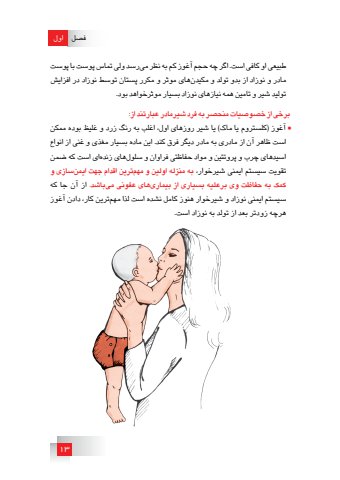 فصل اول
طبیعی او کافی است. اگر چه حجم آغوز کم به نظر می‌رسد ولی تماس پوست با پوست
مادر و نوزاد از بدو تولد و مکیدن‌های موثر و مکرر پستان توسط نوزاد در افزایش
تولید شیر و تامین همه نیازهای نوزاد بسیار موثر خواهد بود.
برخی از خصوصیات منحصر به فرد شیرمادر عبارتند از:
• آغوز (کلستروم یا ماک) یا شیر روزهای اول، اغلب به رنگ زرد و غلیظ بوده ممکن
است ظاهر آن از مادری به مادر دیگر فرق کند. این ماده بسیار مغذی و غنی از انواع
اسیدهای چرب و پروتئین و مواد حفاظتی فراوان و سلول‌های زنده‌ای است که ضمن
تقویت سیستم ایمنی شیرخوار، به منزله اولین و مهم‌ترین اقدام جهت ایمن‌سازی و
کمک به حفاظت وی برعلیه بسیاری از بیماری‌های عفونی می‌باشد. از آن جا که
سیستم ایمنی نوزاد و شیرخوار هنوز کامل نشده است لذا مهم‌ترین کار، دادن آغوز
هرچه زودتر بعد از تولد به نوزاد است.
۱۳